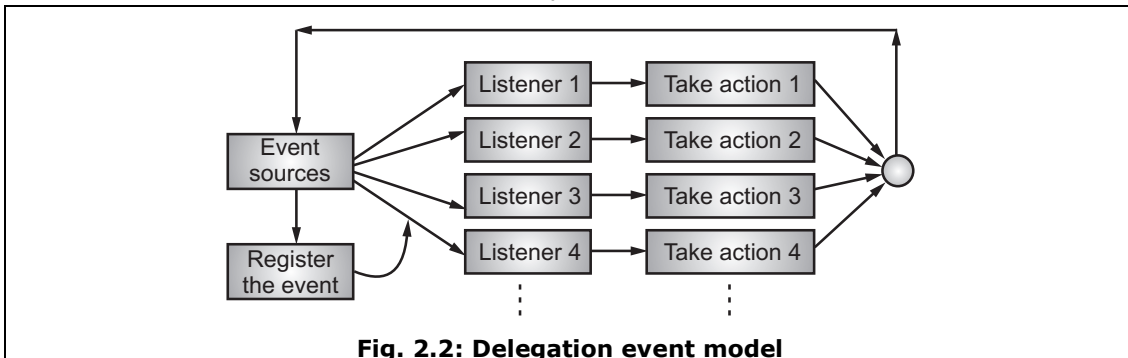 Listener 1
Take action 1
Listener 2
Take action 2
Event
sources
Listener 3
Take action 3
Listener 4
Take action 4
Register
the event
Fig. 2.2: Delegation event model